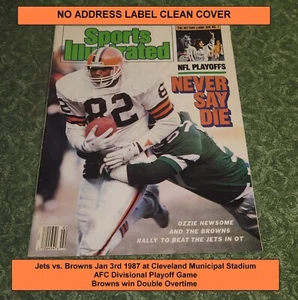 NO ADDRESS LABEL CLEAN COVER
Sports
Illustrated
NFL PLAYOFFS
NEVER
SAY
DIE
82
OZZIE NEWSOME
AND THE BROWNS
RALLY TO BEAT THE JETS IN OT
Jets vs. Browns Jan 3rd 1987 at Cleveland Municipal Stadium
AFC Divisional Playoff Game
Browns win Double Overtime